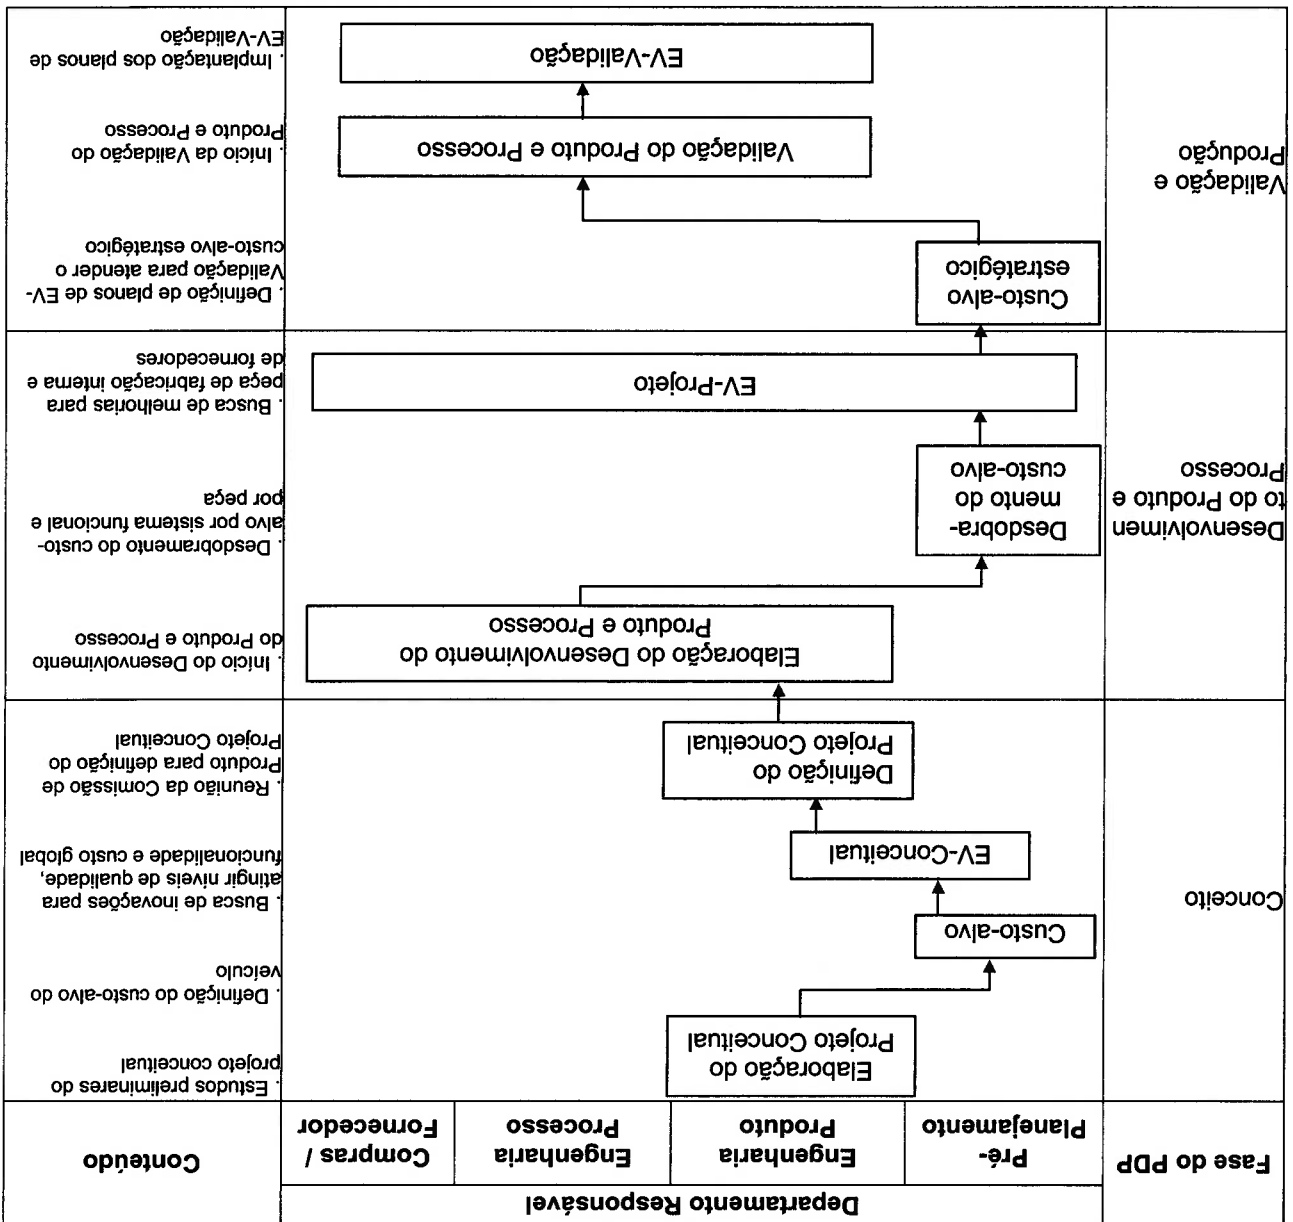 Fase do PDP
Departamento Responsável
Conteúdo
Pré-
Planejamento
Engenharia
Produto
Engenharia
Processo
Compras /
Fornecedor
Conceito
Elaboração do
Projeto Conceitual
. Estudos preliminares do
projeto conceitual
Custo-alvo
. Definição do custo-alvo do
veículo
EV-Conceitual
. Busca de inovações para
atingir níveis de qualidade,
funcionalidade e custo global
Definição do
Projeto Conceitual
. Reunião da Comissão de
Produto para definição do
Projeto Conceitual
Desenvolvimen
to do Produto e
Processo
Elaboração do Desenvolvimento do
Produto e Processo
. Início do Desenvolvimento
do Produto e Processo
Desdobra-
mento do
custo-alvo
. Desdobramento do custo-
alvo por sistema funcional e
por peça
EV-Projeto
. Busca de melhorias para
peça de fabricação interna e
de fornecedores
Validação e
Produção
Custo-alvo
estratégico
. Definição de planos de EV-
Validação para atender o
custo-alvo estratégico
Validação do Produto e Processo
. Início da Validação do
Produto e Processo
EV-Validação
. Implantação dos planos de
EV-Validação